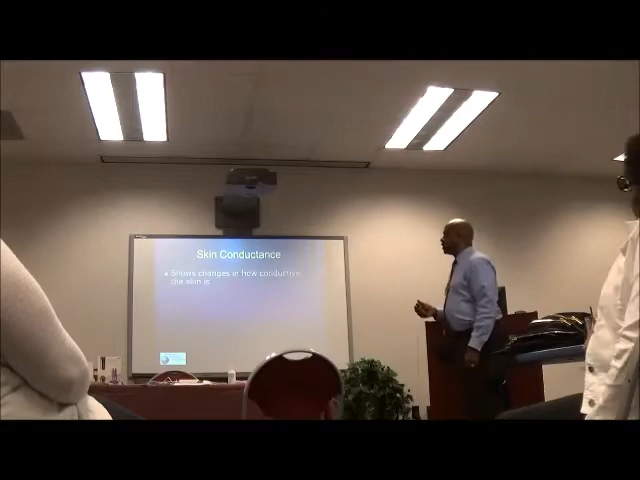 Skin Conductance
• Shows changes in how conductive
the skin is